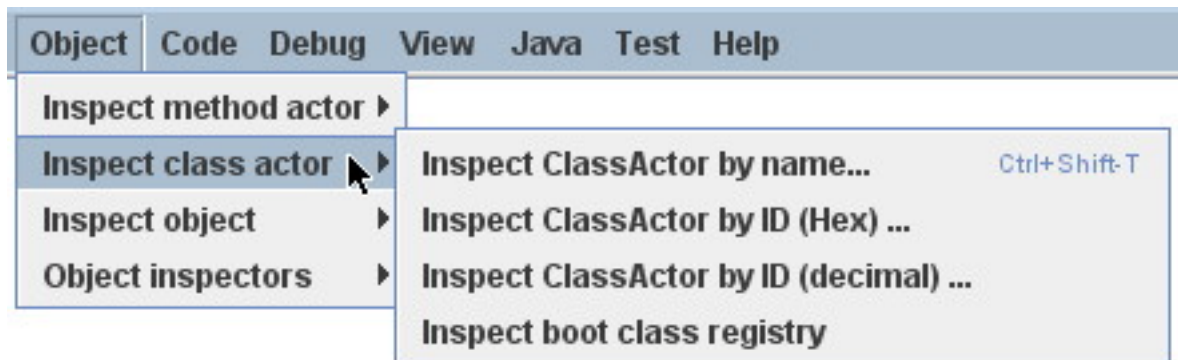 Object Code Debug View Java Test Help
Inspect method actor
Inspect class actor
Inspect object
Object inspectors
Inspect ClassActor by name... Ctrl+Shift-T
Inspect ClassActor by ID (Hex) ...
Inspect ClassActor by ID (decimal) ...
Inspect boot class registry